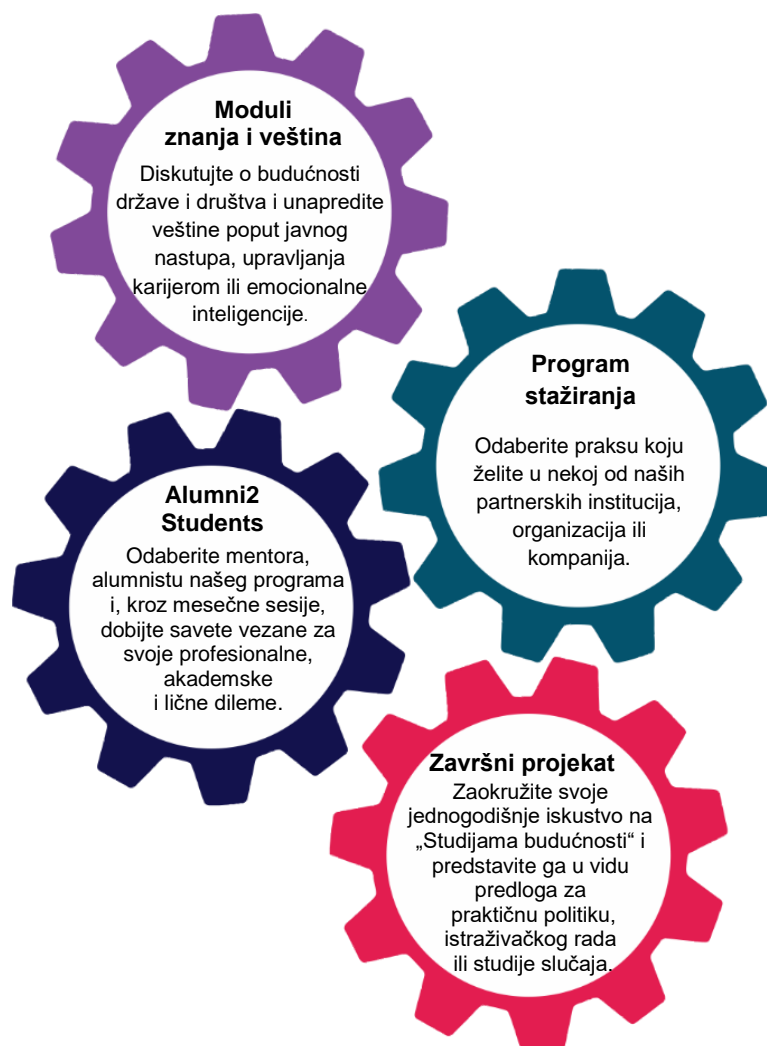 Moduli
znanja i veština
Diskutujte o budućnosti
države i društva i unapredite
veštine poput javnog
nastupa, upravljanja
karijerom ili emocionalne
inteligencije.
Program
stažiranja
Odaberite praksu koju
želite u nekoj od naših
partnerskih institucija,
organizacija ili
kompanija.
Alumni2
Students
Odaberite mentora,
alumnistu našeg programa
i, kroz mesečne sesije,
dobijte savete vezane za
svoje profesionalne,
akademske
i lične dileme.
Završni projekat
Zaokružite svoje
jednogodišnje iskustvo na
„Studijama budućnosti“ i
predstavite ga u vidu
predloga za
praktičnu politiku,
istraživačkog rada
ili studije slučaja.